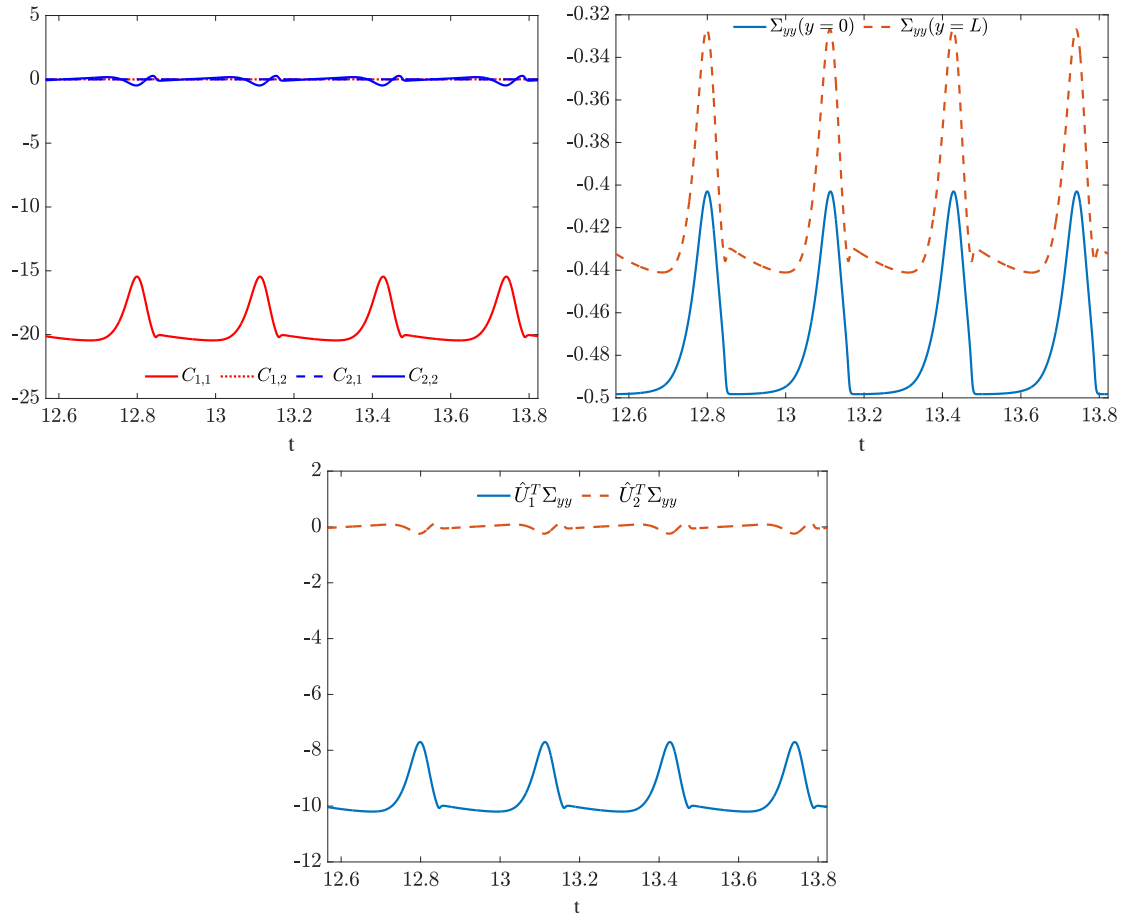 5
0
-5
-10
-15
-20
-25
C₁,₁ C₁,₂ C₂,₁ C₂,₂
12.6 12.8 13 13.2 13.4 13.6 13.8
t
-0.32
Σyy(y = 0) Σyy(y = L)
-0.34
-0.36
-0.38
-0.4
-0.42
-0.44
-0.46
-0.48
-0.5
12.6 12.8 13 13.2 13.4 13.6 13.8
t
2
Û₁ᵀΣyy Û₂ᵀΣyy
0
-2
-4
-6
-8
-10
-12
12.6 12.8 13 13.2 13.4 13.6 13.8
t